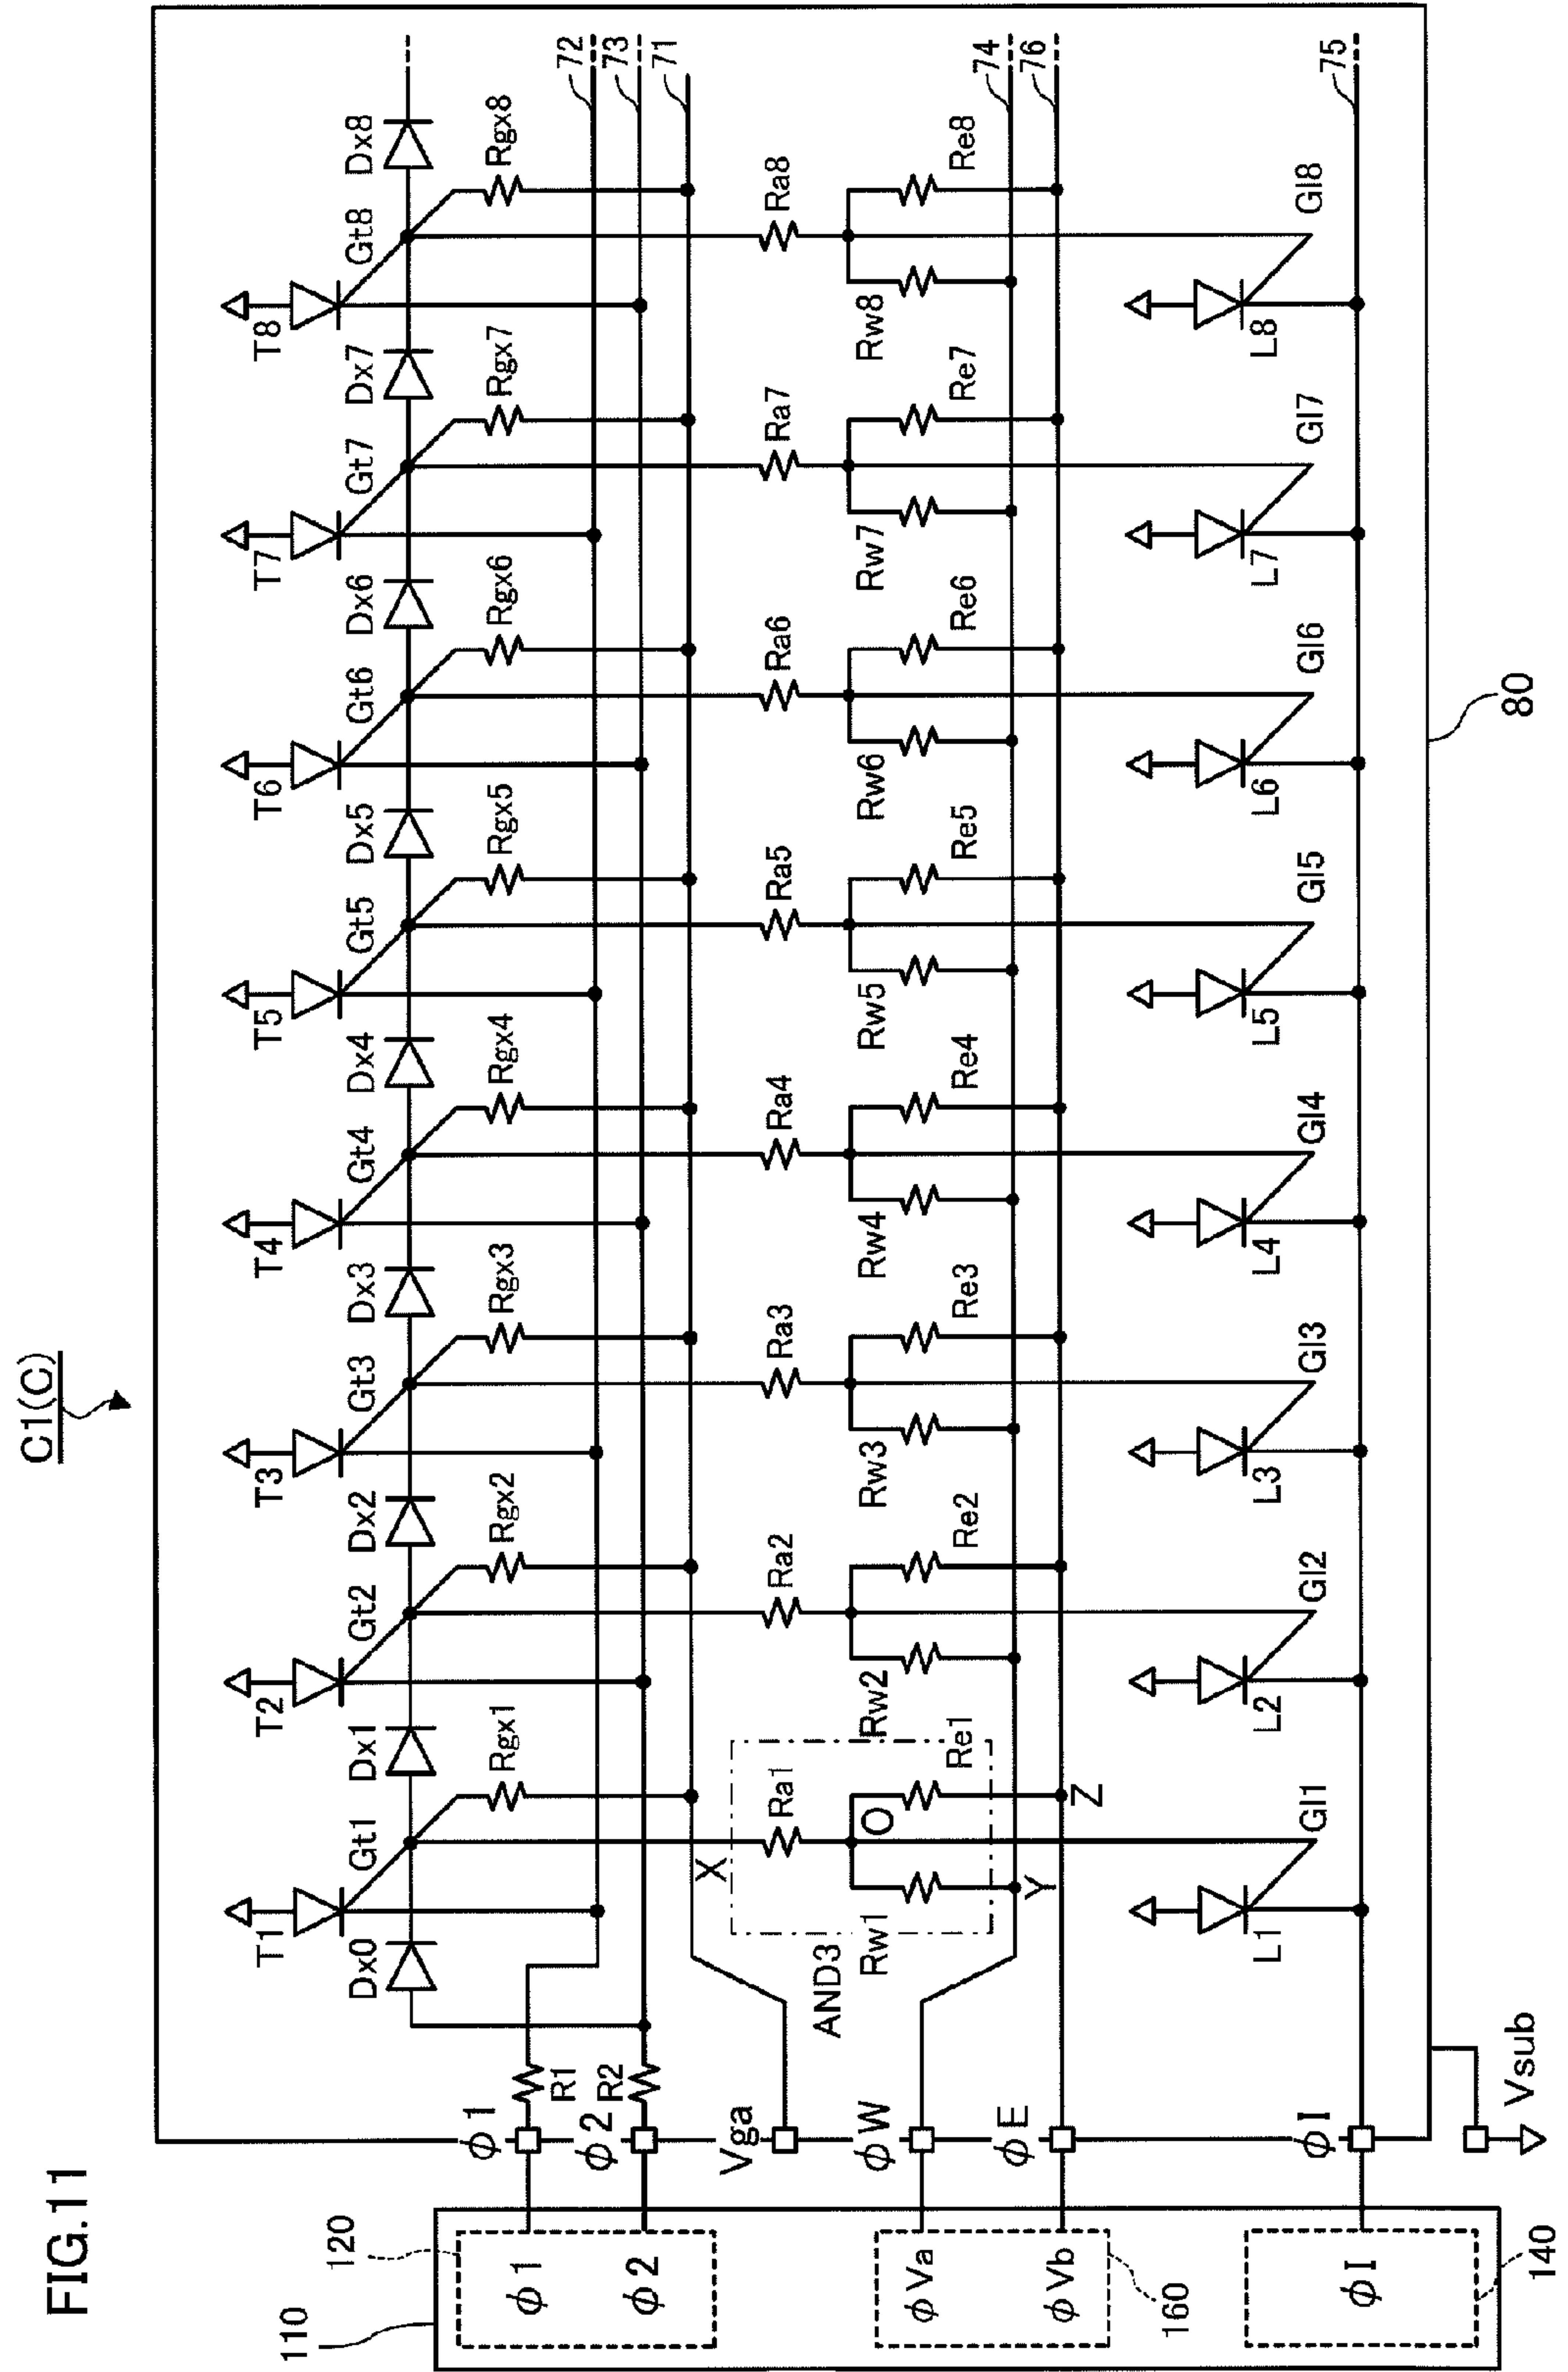 FIG.11
C1(C)
110
120
φ1
φ2
φVa
φVb
160
φI
140
φ1
φ2
Vga
φW
φE
φI
Vsub
R1
R2
80
72
73
71
74
76
75
T1 T2 T3 T4 T5 T6 T7 T8
Gt1 Gt2 Gt3 Gt4 Gt5 Gt6 Gt7 Gt8
Dx0 Dx1 Dx2 Dx3 Dx4 Dx5 Dx6 Dx7 Dx8
Rgx1 Rgx2 Rgx3 Rgx4 Rgx5 Rgx6 Rgx7 Rgx8
X
Ra1 Ra2 Ra3 Ra4 Ra5 Ra6 Ra7 Ra8
AND3
O
Rw1 Rw2 Rw3 Rw4 Rw5 Rw6 Rw7 Rw8
Re1 Re2 Re3 Re4 Re5 Re6 Re7 Re8
Y
Z
L1 L2 L3 L4 L5 L6 L7 L8
Gl1 Gl2 Gl3 Gl4 Gl5 Gl6 Gl7 Gl8